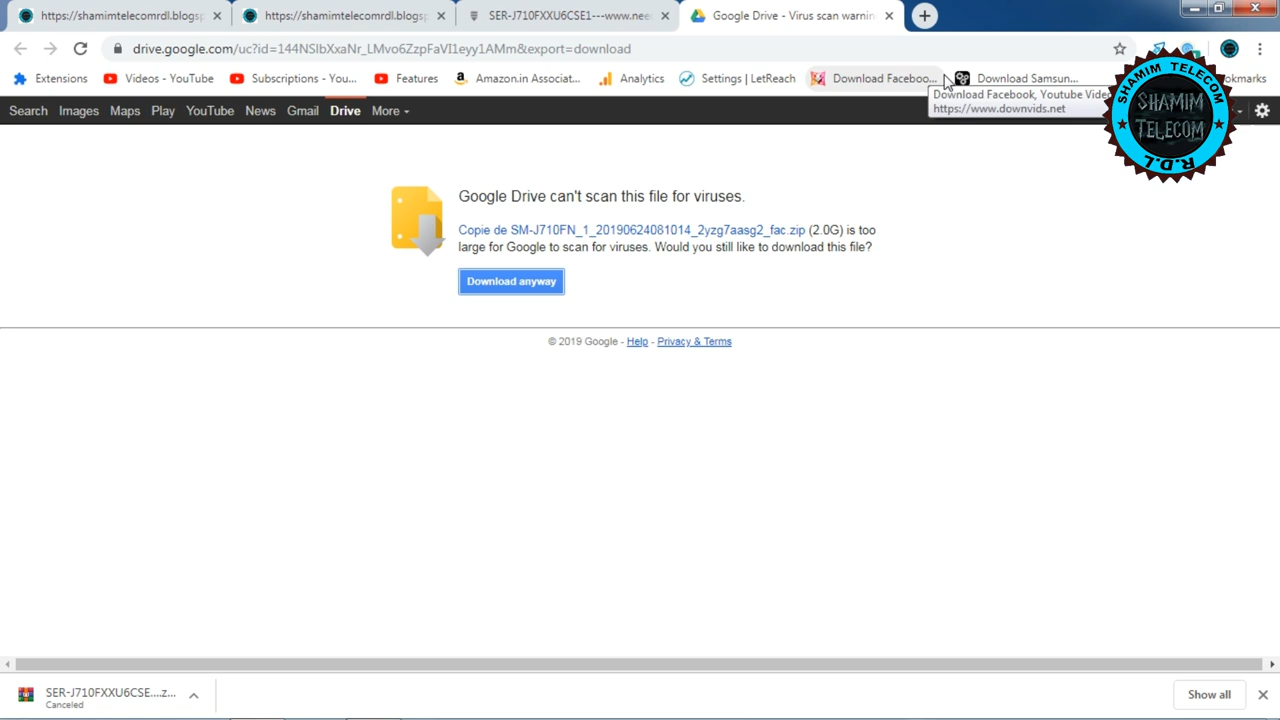 https://shamimtelecomrdl.blogsp
https://shamimtelecomrdl.blogsp
SER-J710FXXU6CSE1---www.nee
Google Drive - Virus scan warnin
drive.google.com/uc?id=144NSlbXxaNr_LMvo6ZzpFaVI1eyy1AMm&export=download
Extensions
Videos - YouTube
Subscriptions - You...
Features
Amazon.in Associat...
Analytics
Settings | LetReach
Download Faceboo...
Download Samsun...
okmarks
Download Facebook, Youtube Vide
https://www.downvids.net
Search Images Maps Play YouTube News Gmail Drive More
SHAMIM TELECOM
SHAMIM
TELECOM
R.D.L
Google Drive can't scan this file for viruses.
Copie de SM-J710FN_1_20190624081014_2yzg7aasg2_fac.zip (2.0G) is too
large for Google to scan for viruses. Would you still like to download this file?
Download anyway
© 2019 Google - Help - Privacy & Terms
SER-J710FXXU6CSE....z...
Canceled
Show all